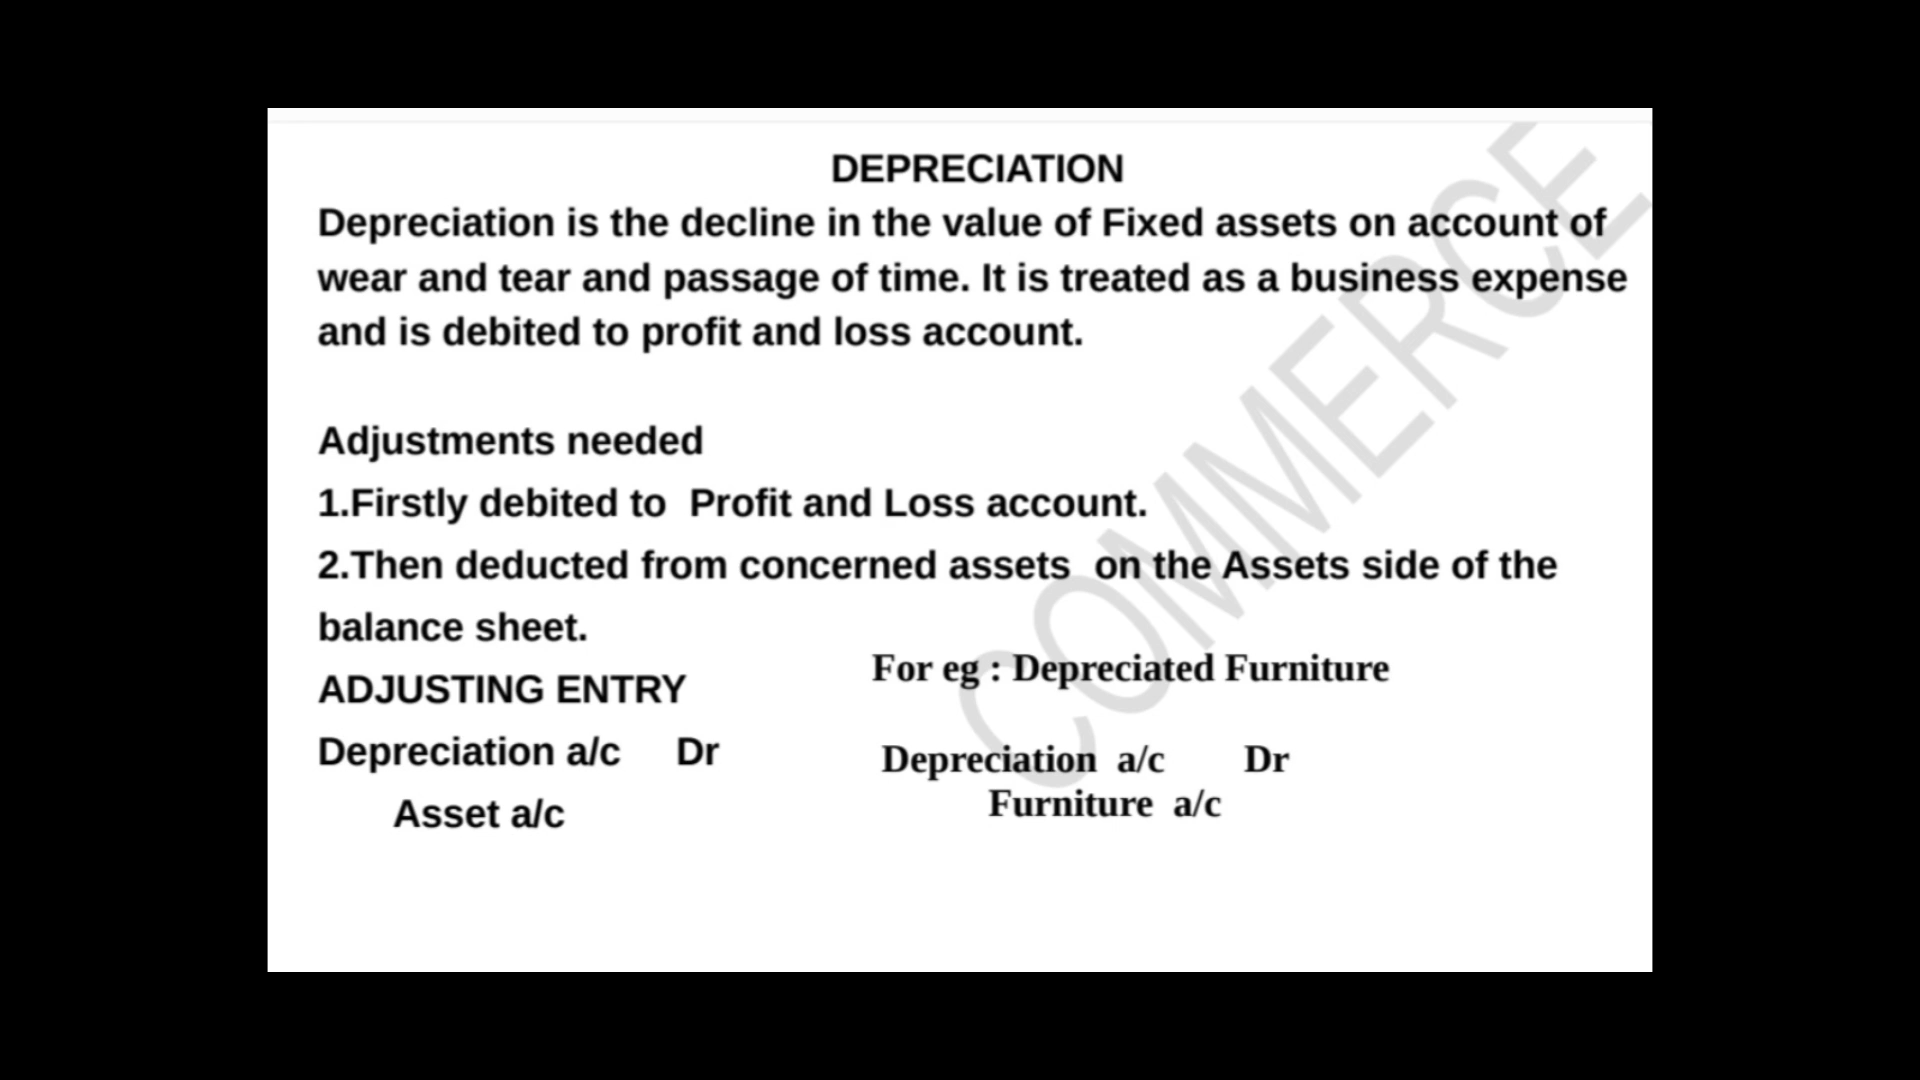 DEPRECIATION
Depreciation is the decline in the value of Fixed assets on account of
wear and tear and passage of time. It is treated as a business expense
and is debited to profit and loss account.
Adjustments needed
1.Firstly debited to  Profit and Loss account.
2.Then deducted from concerned assets  on the Assets side of the
balance sheet.
ADJUSTING ENTRY
Depreciation a/c     Dr
Asset a/c
For eg : Depreciated Furniture
Depreciation  a/c        Dr
Furniture  a/c
COMMERCE